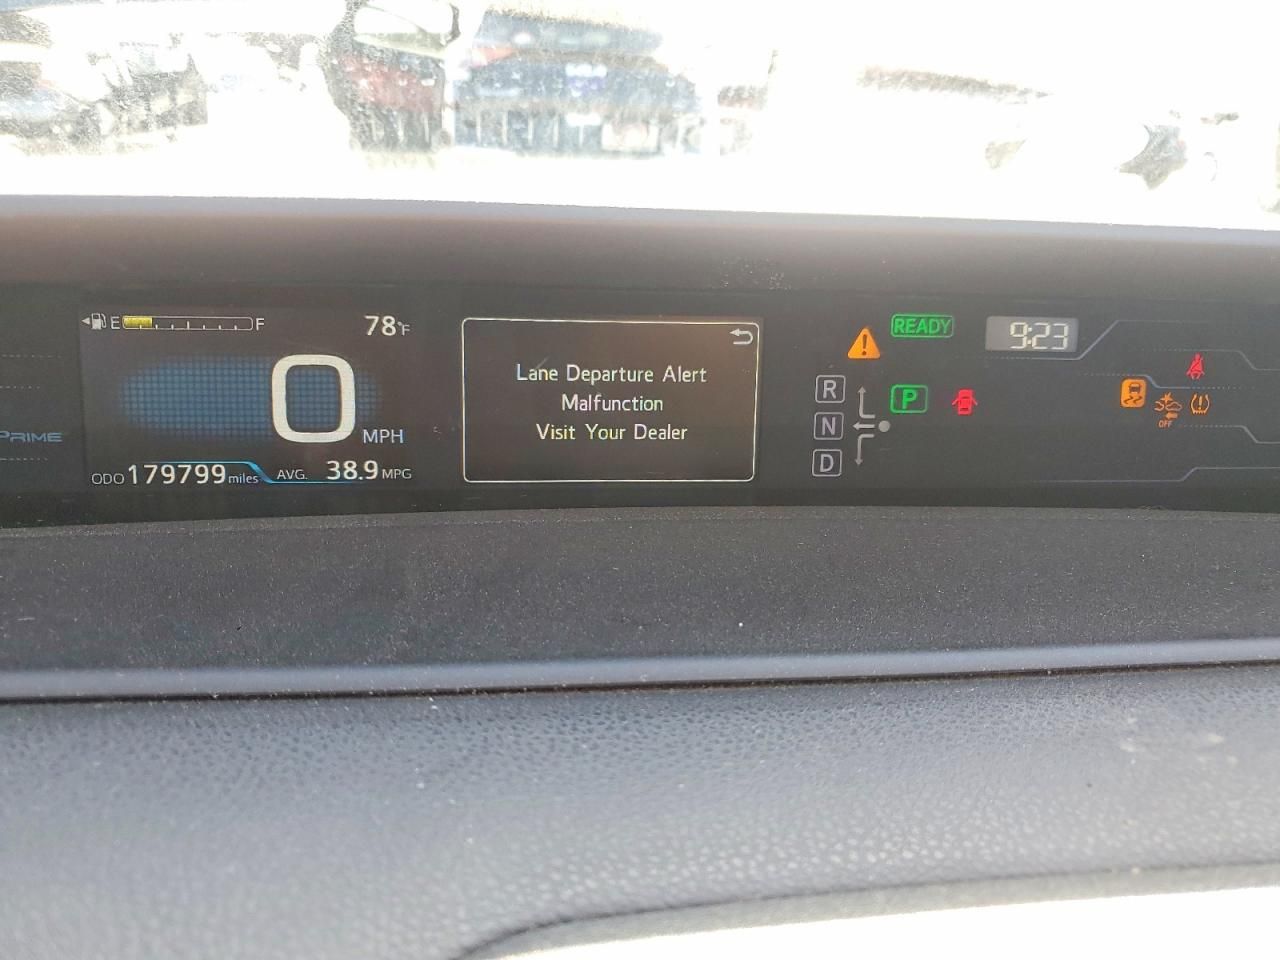 E F
78°F
0
MPH
PRIME
ODO 179799 miles
AVG. 38.9 MPG
Lane Departure Alert
Malfunction
Visit Your Dealer
READY
9:23
R
N
D
P
OFF